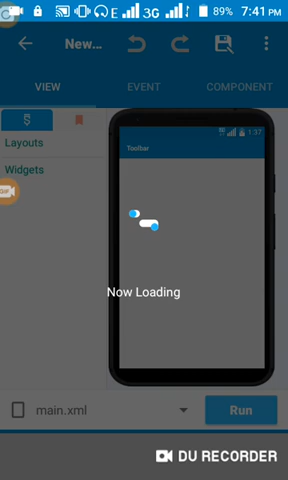 E 3G 89% 7:41 PM
New...
VIEW EVENT COMPONENT
1:37
Toolbar
Layouts
Widgets
Now Loading
main.xml Run
DU RECORDER